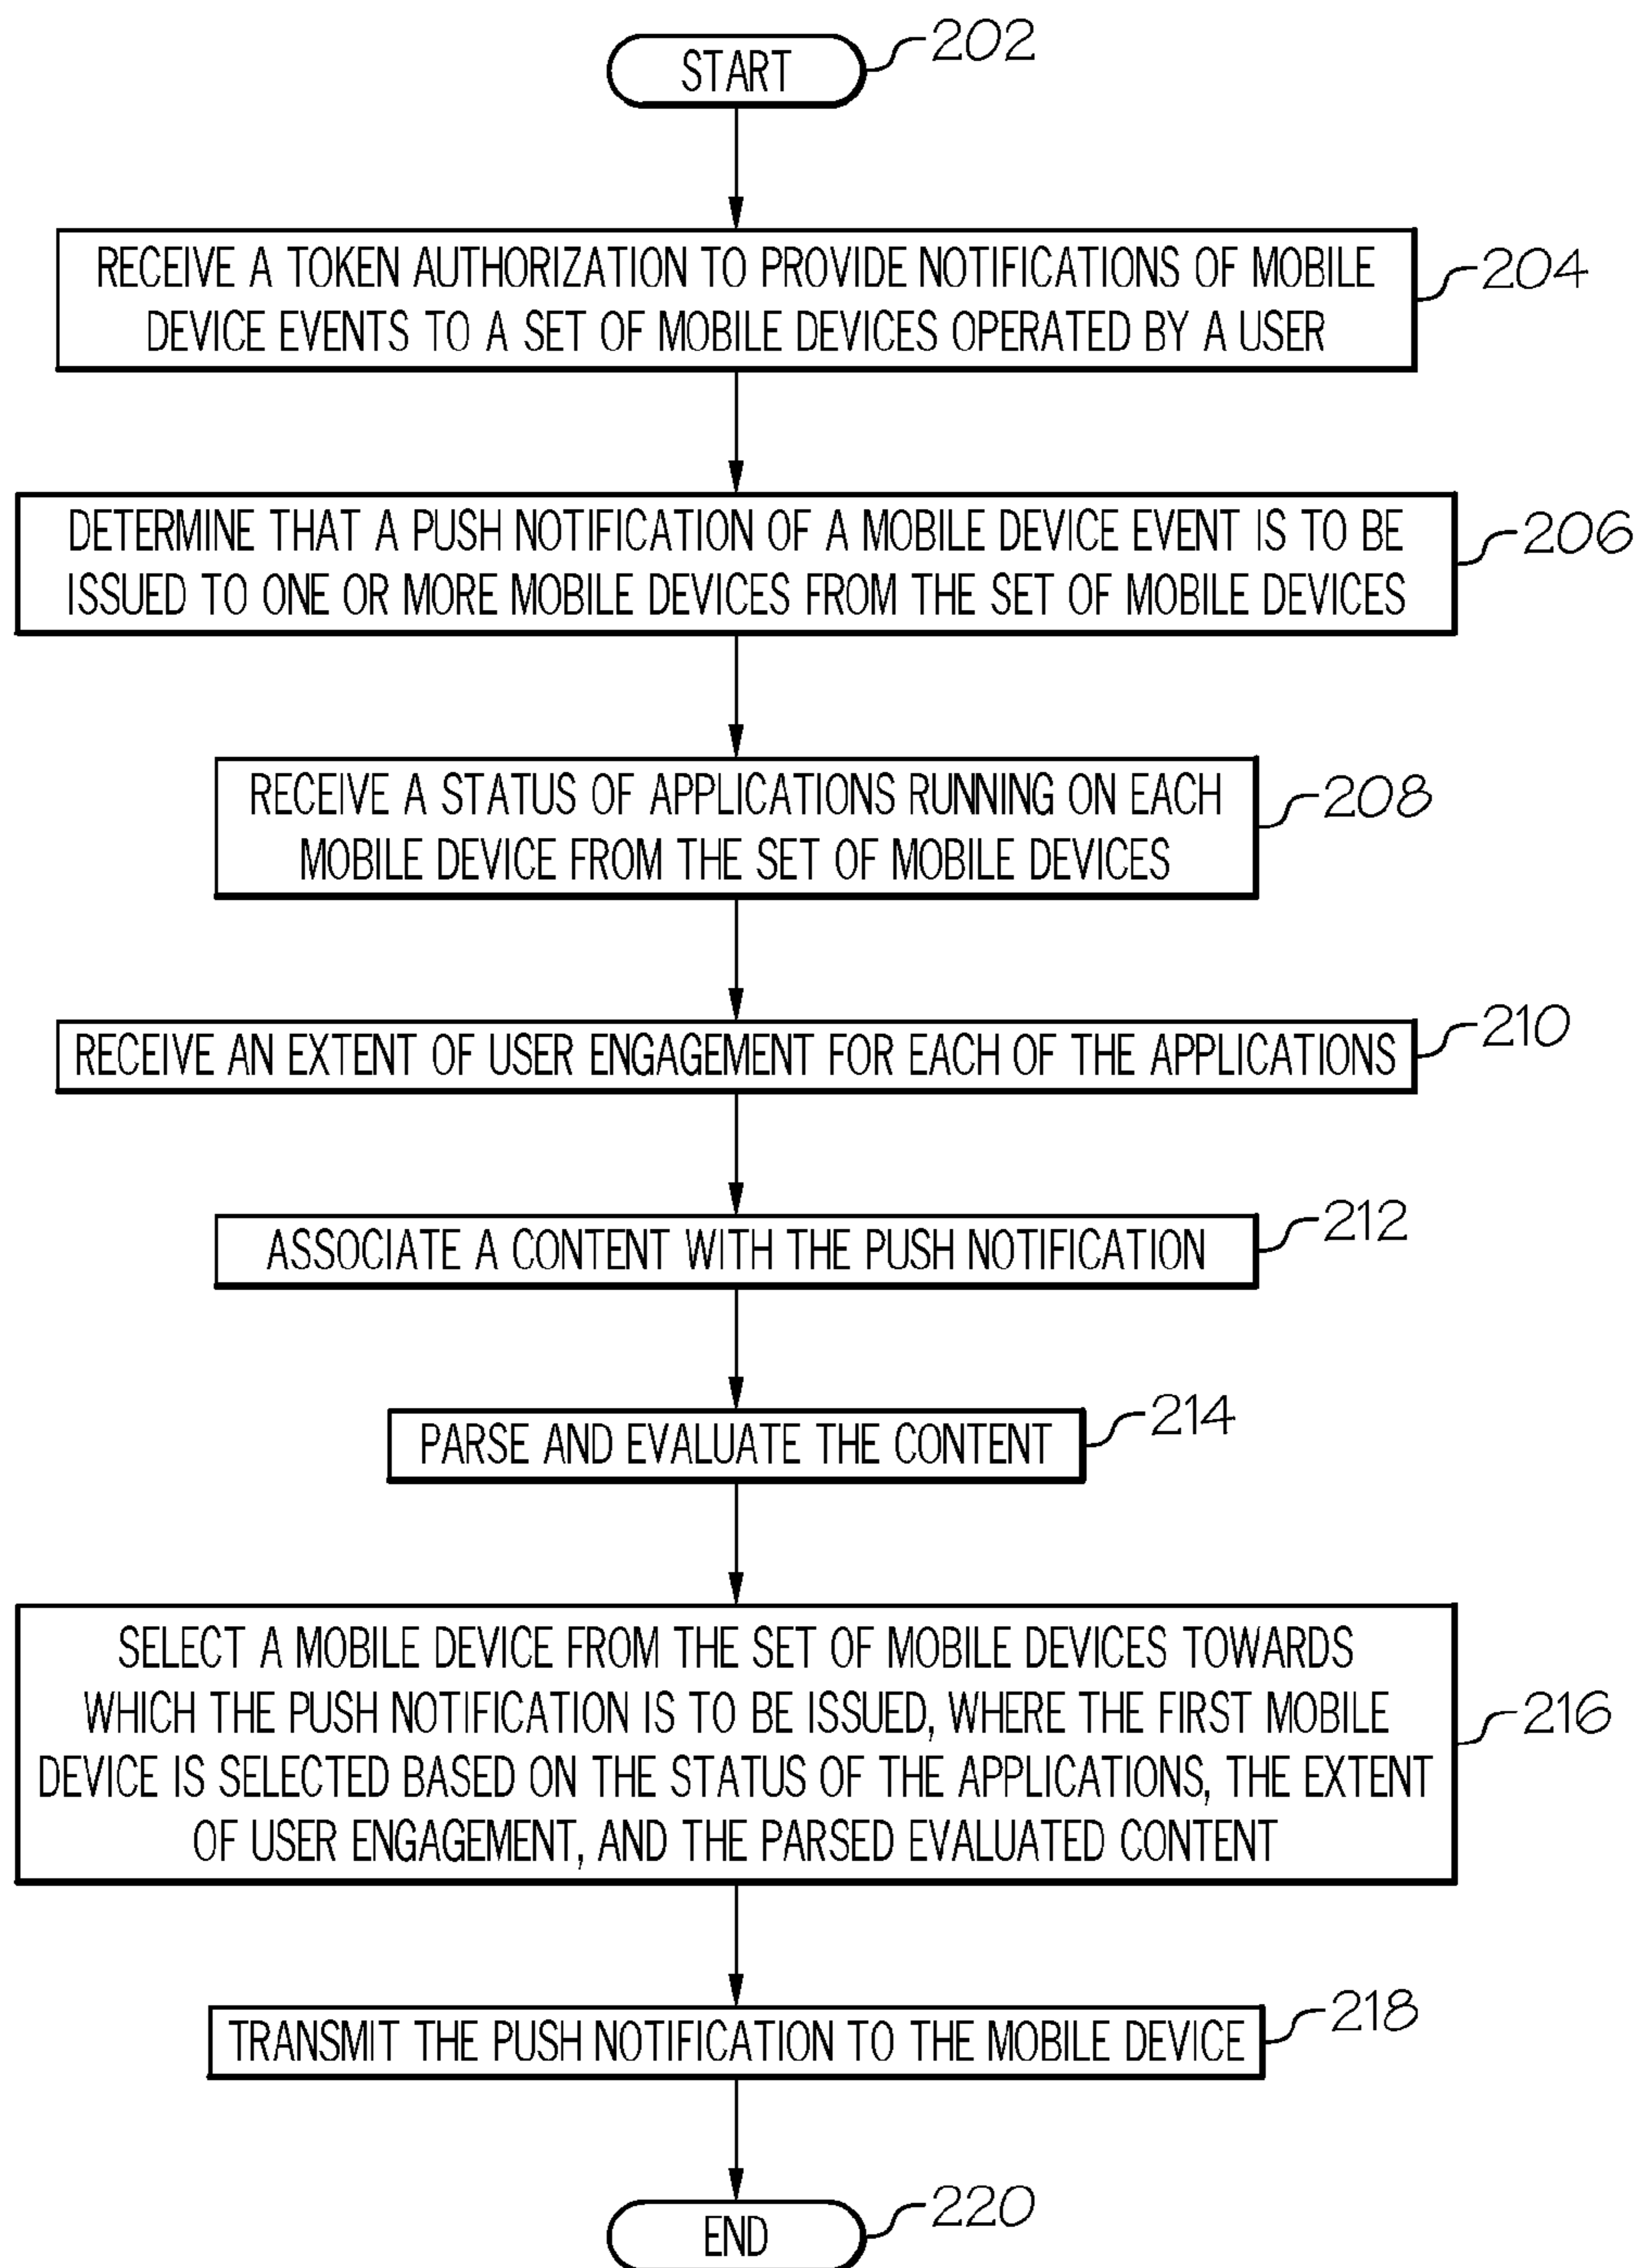 START
202
RECEIVE A TOKEN AUTHORIZATION TO PROVIDE NOTIFICATIONS OF MOBILE
DEVICE EVENTS TO A SET OF MOBILE DEVICES OPERATED BY A USER
204
DETERMINE THAT A PUSH NOTIFICATION OF A MOBILE DEVICE EVENT IS TO BE
ISSUED TO ONE OR MORE MOBILE DEVICES FROM THE SET OF MOBILE DEVICES
206
RECEIVE A STATUS OF APPLICATIONS RUNNING ON EACH
MOBILE DEVICE FROM THE SET OF MOBILE DEVICES
208
RECEIVE AN EXTENT OF USER ENGAGEMENT FOR EACH OF THE APPLICATIONS
210
ASSOCIATE A CONTENT WITH THE PUSH NOTIFICATION
212
PARSE AND EVALUATE THE CONTENT
214
SELECT A MOBILE DEVICE FROM THE SET OF MOBILE DEVICES TOWARDS
WHICH THE PUSH NOTIFICATION IS TO BE ISSUED, WHERE THE FIRST MOBILE
DEVICE IS SELECTED BASED ON THE STATUS OF THE APPLICATIONS, THE EXTENT
OF USER ENGAGEMENT, AND THE PARSED EVALUATED CONTENT
216
TRANSMIT THE PUSH NOTIFICATION TO THE MOBILE DEVICE
218
END
220